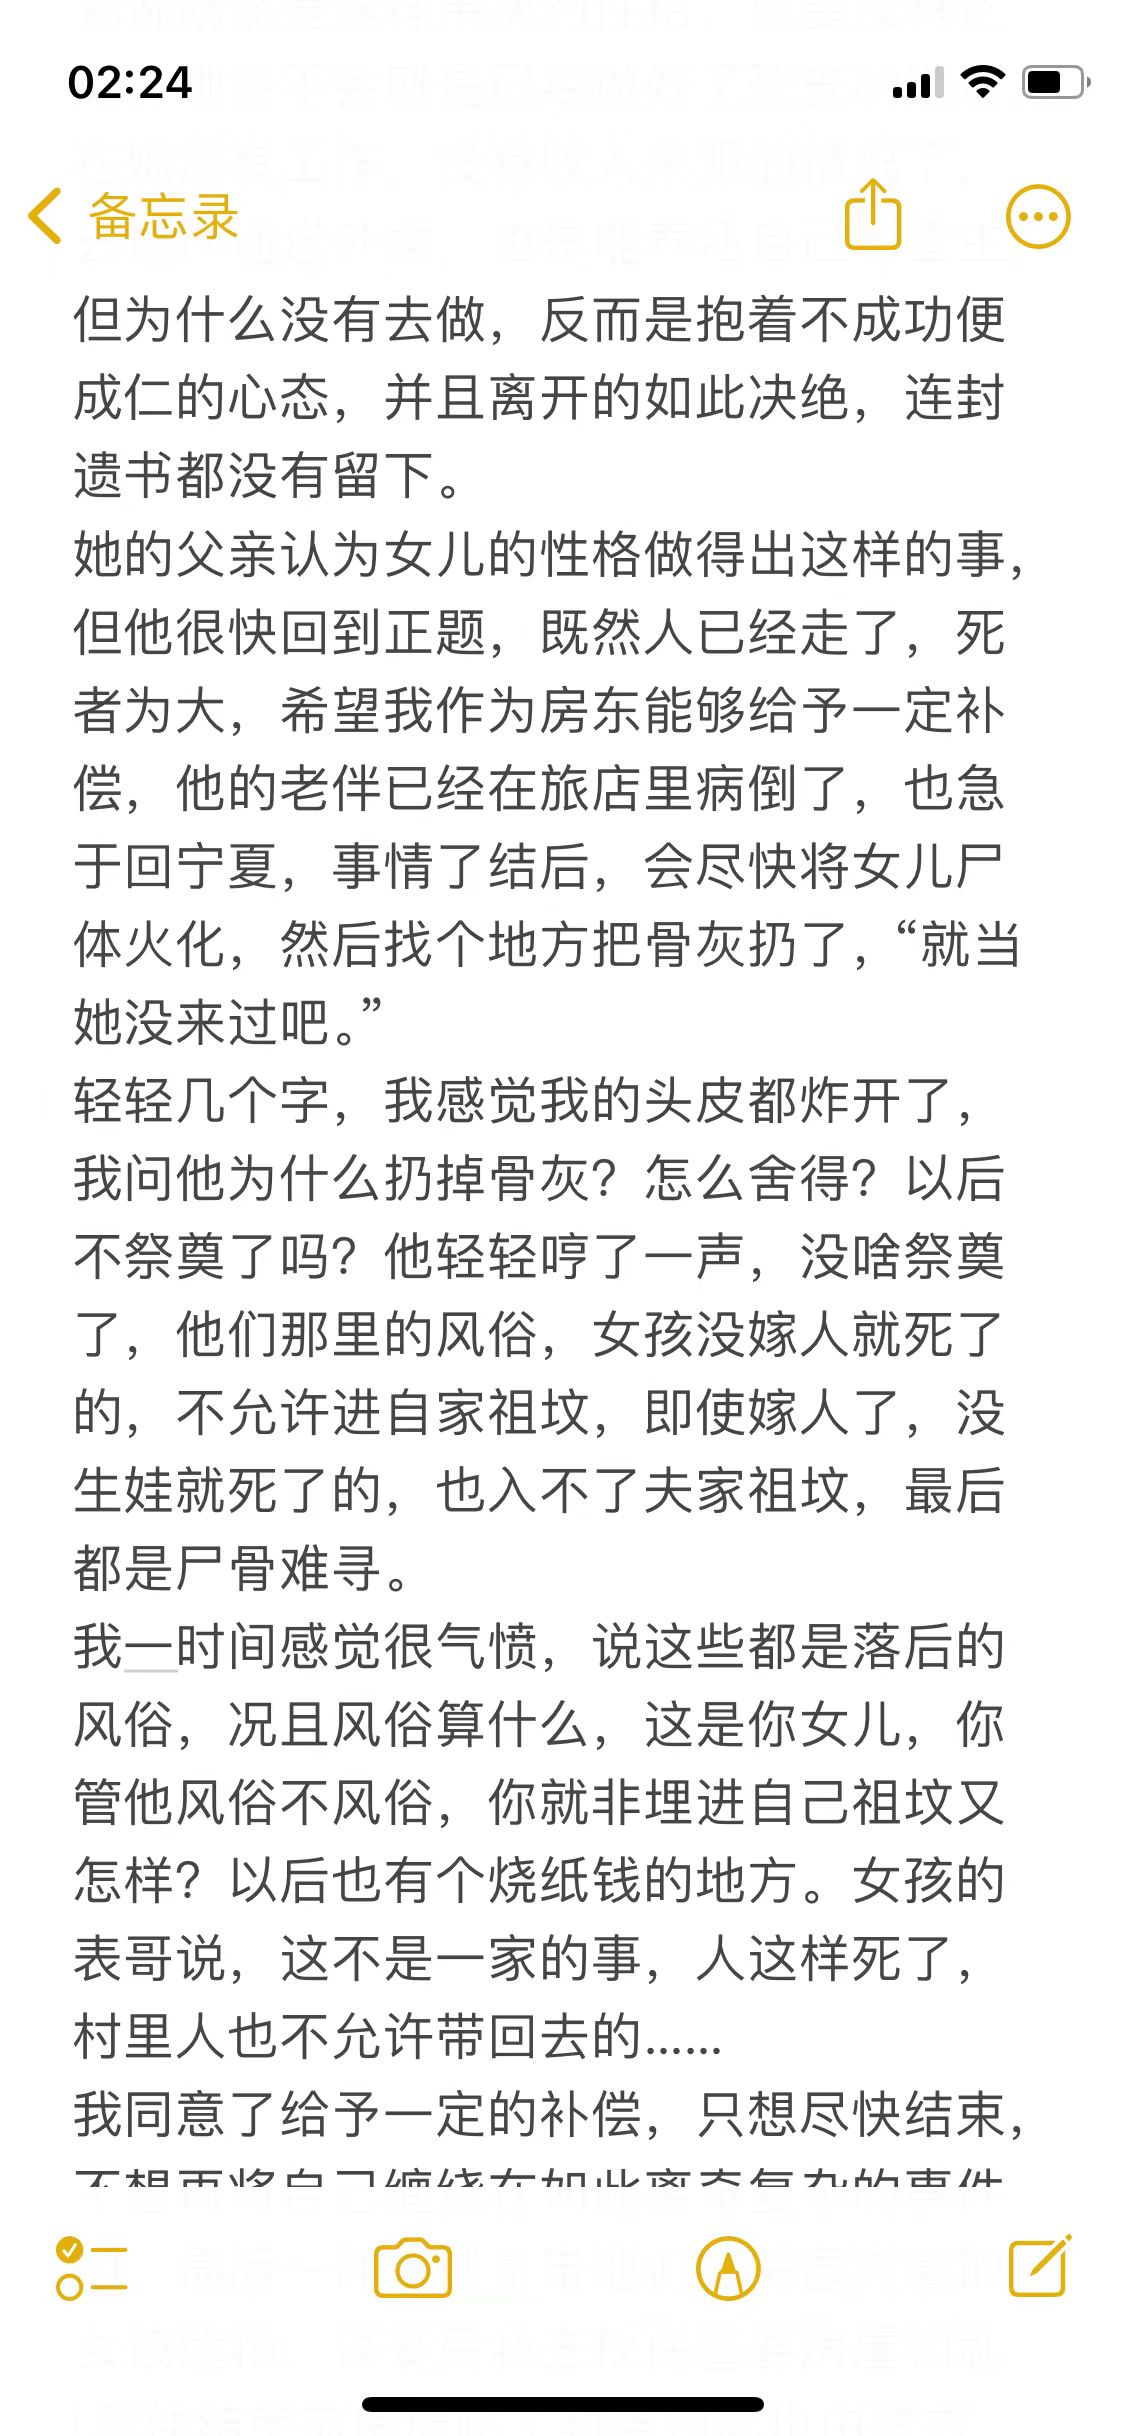 02:24
备忘录
但为什么没有去做，反而是抱着不成功便
成仁的心态，并且离开的如此决绝，连封
遗书都没有留下。
她的父亲认为女儿的性格做得出这样的事，
但他很快回到正题，既然人已经走了，死
者为大，希望我作为房东能够给予一定补
偿，他的老伴已经在旅店里病倒了，也急
于回宁夏，事情了结后，会尽快将女儿尸
体火化，然后找个地方把骨灰扔了，“就当
她没来过吧。”
轻轻几个字，我感觉我的头皮都炸开了，
我问他为什么扔掉骨灰？怎么舍得？以后
不祭奠了吗？他轻轻哼了一声，没啥祭奠
了，他们那里的风俗，女孩没嫁人就死了
的，不允许进自家祖坟，即使嫁人了，没
生娃就死了的，也入不了夫家祖坟，最后
都是尸骨难寻。
我一时间感觉很气愤，说这些都是落后的
风俗，况且风俗算什么，这是你女儿，你
管他风俗不风俗，你就非埋进自己祖坟又
怎样？以后也有个烧纸钱的地方。女孩的
表哥说，这不是一家的事，人这样死了，
村里人也不允许带回去的……
我同意了给予一定的补偿，只想尽快结束，
不想再将自己缠绕在如此离奇复杂的事件